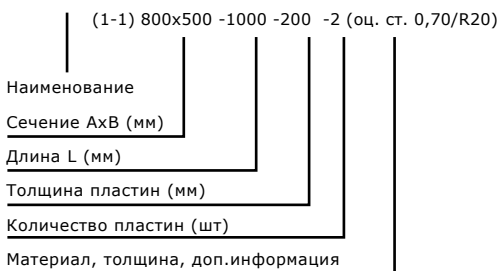 (1-1) 800x500 -1000 -200 -2 (оц. ст. 0,70/R20)
Наименование
Сечение АхВ (мм)
Длина L (мм)
Толщина пластин (мм)
Количество пластин (шт)
Материал, толщина, доп.информация